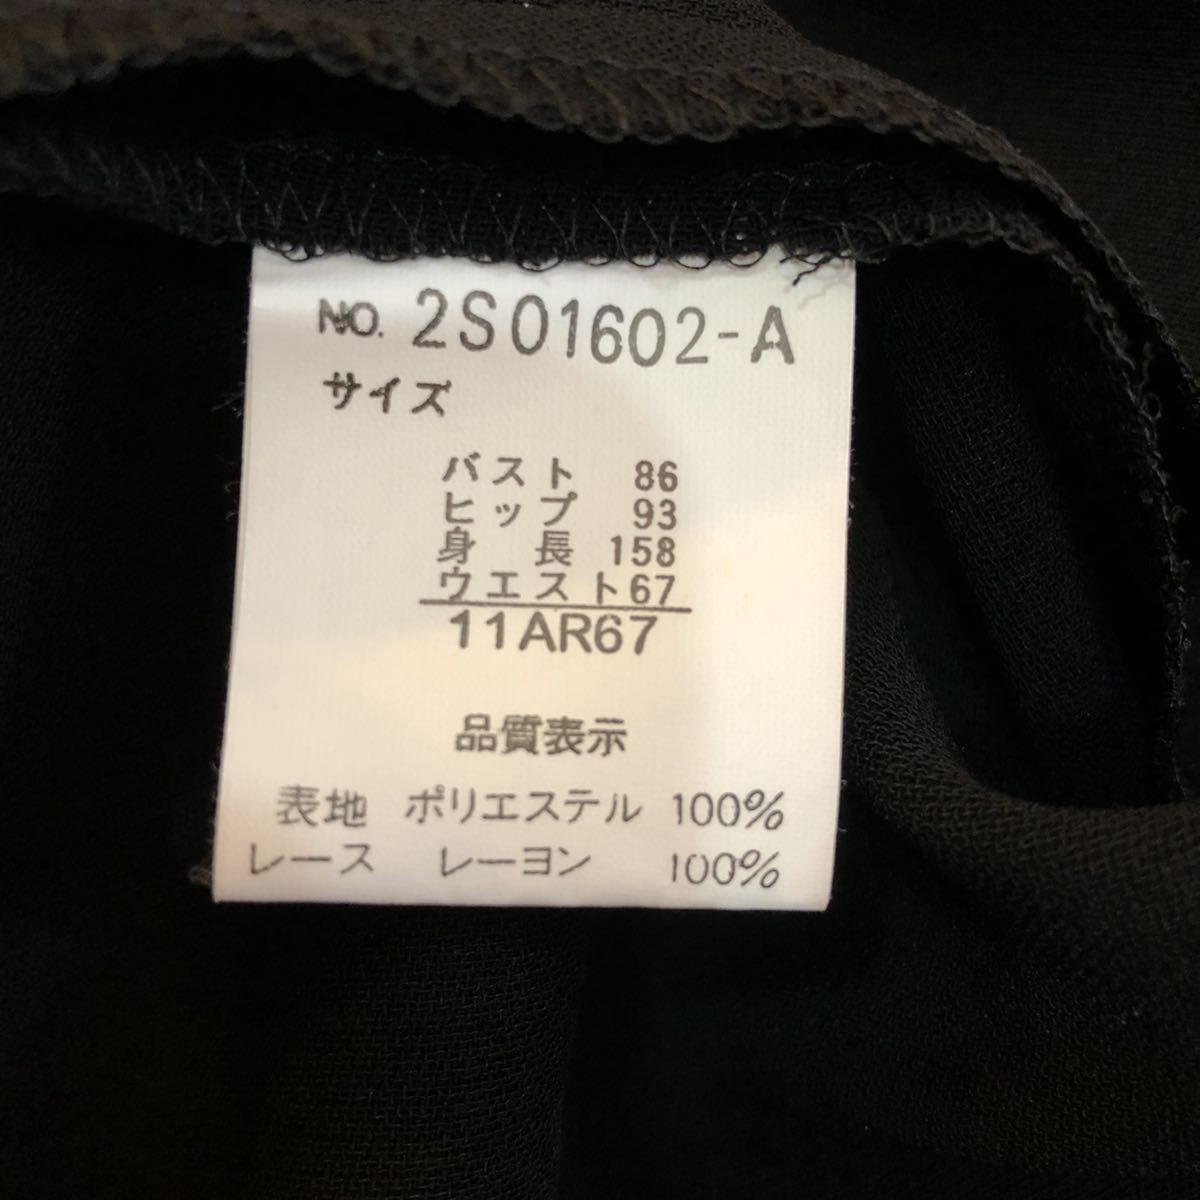 NO. 2S01602-A
サイズ
バスト 86
ヒップ 93
身長 158
ウエスト67
11AR67
品質表示
表地 ポリエステル 100%
レース レーヨン 100%